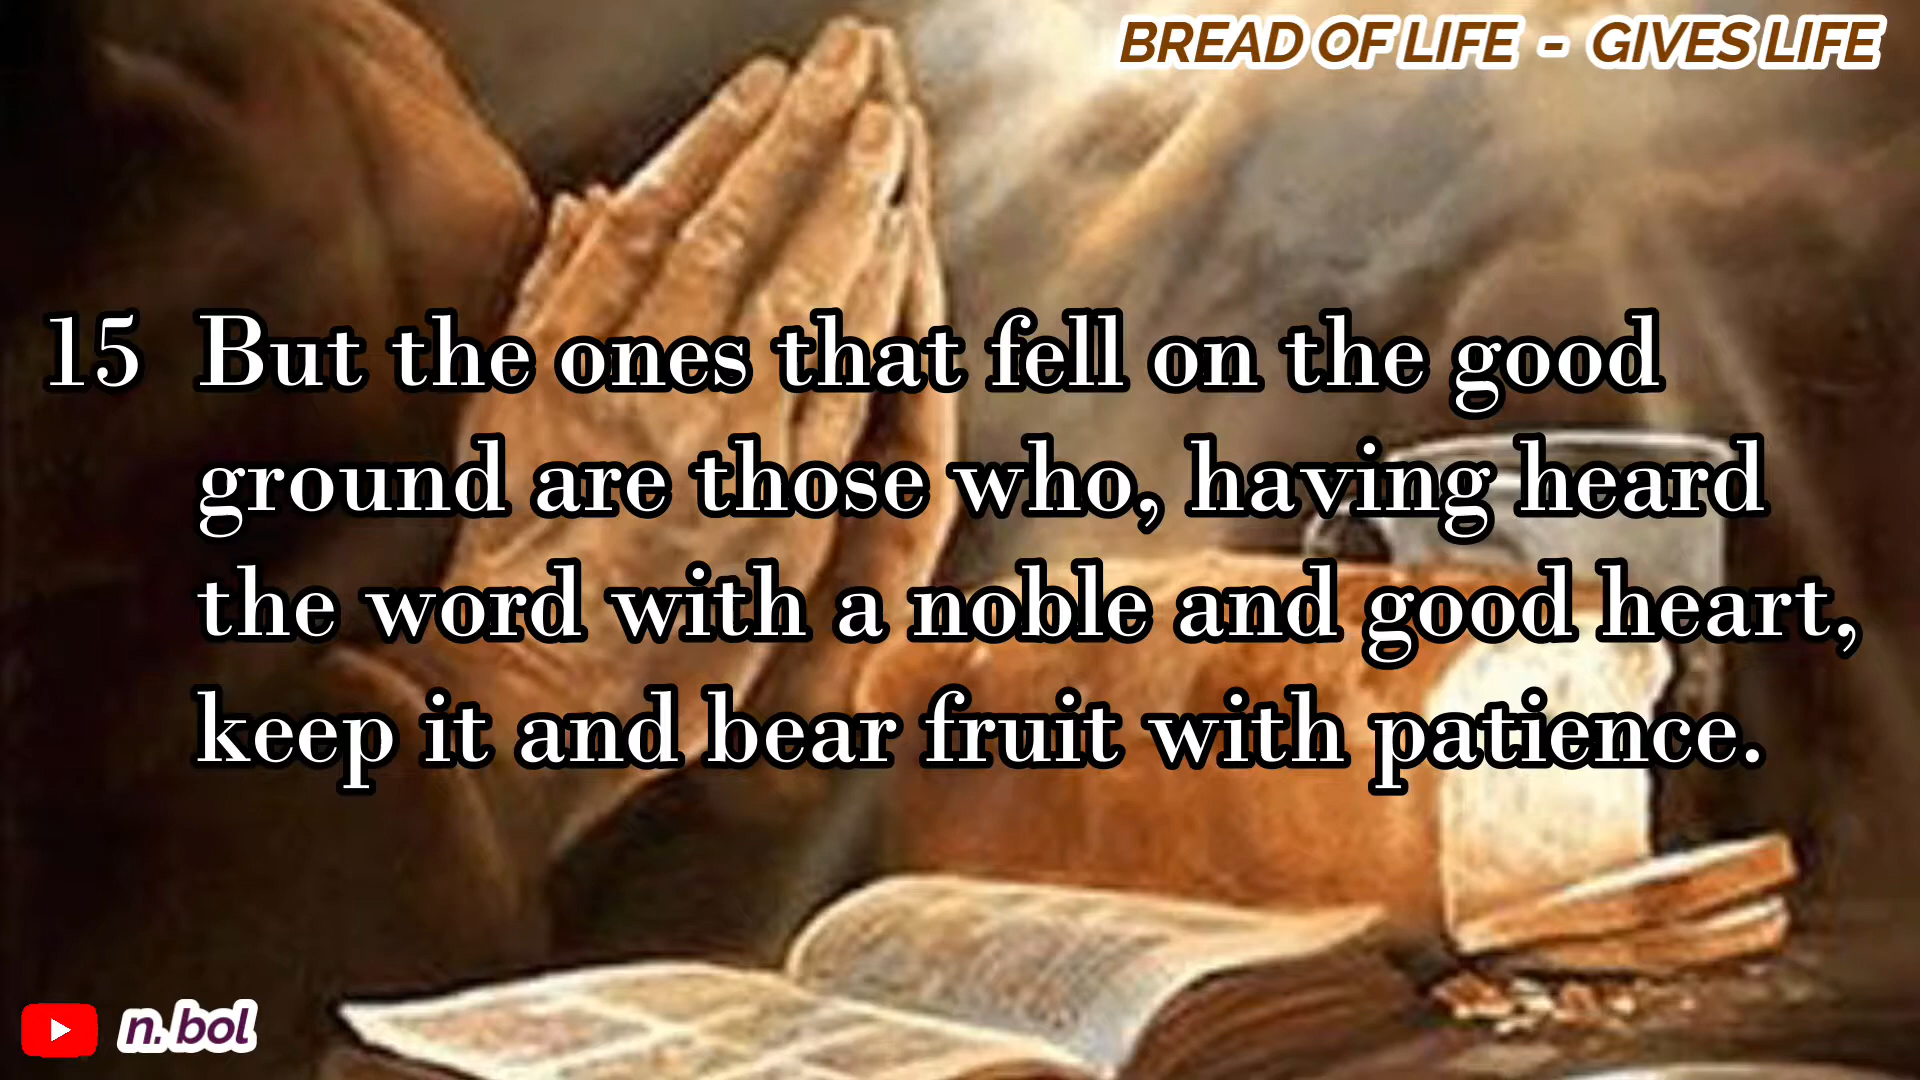 BREAD OF LIFE - GIVES LIFE
15 But the ones that fell on the good
ground are those who, having heard
the word with a noble and good heart,
keep it and bear fruit with patience.
n. bol